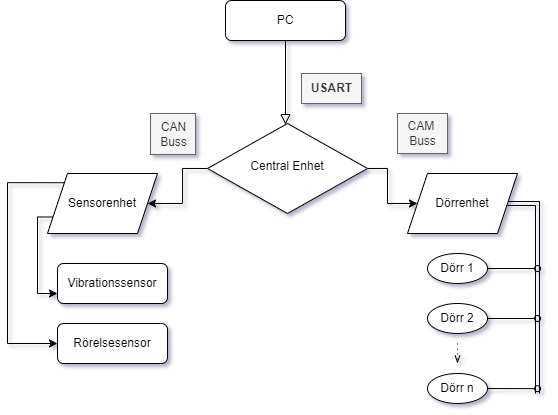 PC
USART
CAN
Buss
CAM
Buss
Central Enhet
Sensorenhet
Dörrenhet
Vibrationssensor
Dörr 1
Dörr 2
Rörelsesensor
Dörr n